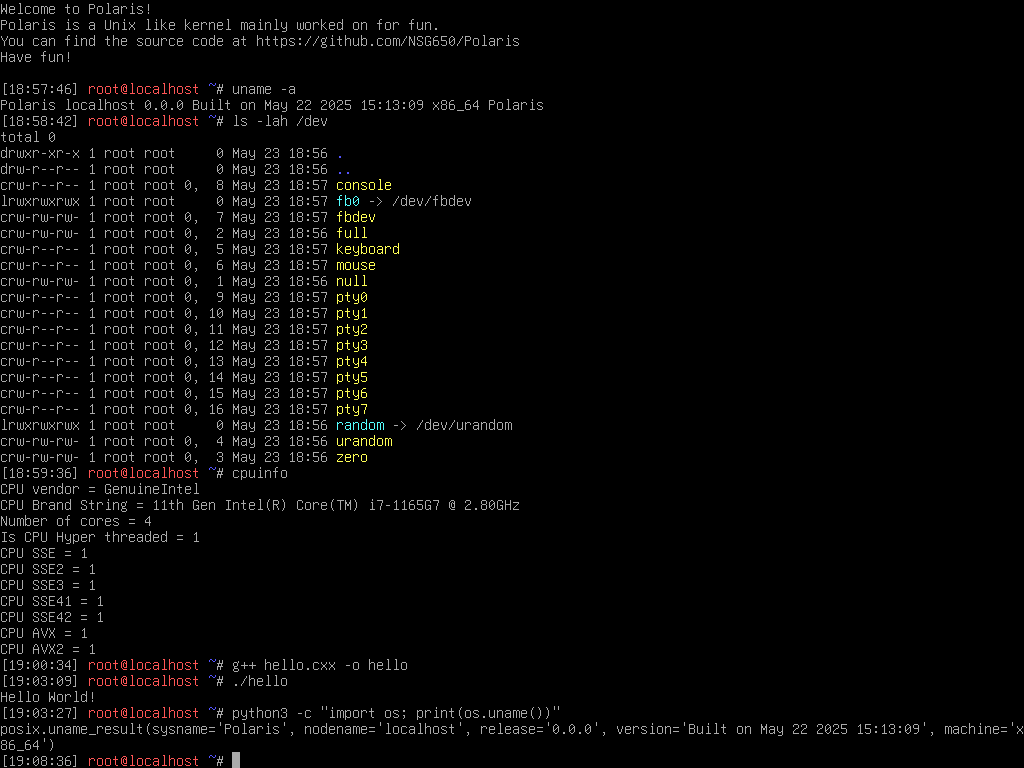 Welcome to Polaris!
Polaris is a Unix like kernel mainly worked on for fun.
You can find the source code at https://github.com/NSG650/Polaris
Have fun!

[18:57:46] root@localhost ~# uname -a
Polaris localhost 0.0.0 Built on May 22 2025 15:13:09 x86_64 Polaris
[18:58:42] root@localhost ~# ls -lah /dev
total 0
drwxr-xr-x 1 root root     0 May 23 18:56 .
drw-r--r-- 1 root root     0 May 23 18:56 ..
crw-r--r-- 1 root root 0,  8 May 23 18:57 console
lrwxrwxrwx 1 root root     0 May 23 18:57 fb0 -> /dev/fbdev
crw-rw-rw- 1 root root 0,  7 May 23 18:57 fbdev
crw-rw-rw- 1 root root 0,  2 May 23 18:56 full
crw-r--r-- 1 root root 0,  5 May 23 18:57 keyboard
crw-r--r-- 1 root root 0,  6 May 23 18:57 mouse
crw-rw-rw- 1 root root 0,  1 May 23 18:56 null
crw-r--r-- 1 root root 0,  9 May 23 18:57 pty0
crw-r--r-- 1 root root 0, 10 May 23 18:57 pty1
crw-r--r-- 1 root root 0, 11 May 23 18:57 pty2
crw-r--r-- 1 root root 0, 12 May 23 18:57 pty3
crw-r--r-- 1 root root 0, 13 May 23 18:57 pty4
crw-r--r-- 1 root root 0, 14 May 23 18:57 pty5
crw-r--r-- 1 root root 0, 15 May 23 18:57 pty6
crw-r--r-- 1 root root 0, 16 May 23 18:57 pty7
lrwxrwxrwx 1 root root     0 May 23 18:56 random -> /dev/urandom
crw-rw-rw- 1 root root 0,  4 May 23 18:56 urandom
crw-rw-rw- 1 root root 0,  3 May 23 18:56 zero
[18:59:36] root@localhost ~# cpuinfo
CPU vendor = GenuineIntel
CPU Brand String = 11th Gen Intel(R) Core(TM) i7-1165G7 @ 2.80GHz
Number of cores = 4
Is CPU Hyper threaded = 1
CPU SSE = 1
CPU SSE2 = 1
CPU SSE3 = 1
CPU SSE41 = 1
CPU SSE42 = 1
CPU AVX = 1
CPU AVX2 = 1
[19:00:34] root@localhost ~# g++ hello.cxx -o hello
[19:03:09] root@localhost ~# ./hello
Hello World!
[19:03:27] root@localhost ~# python3 -c "import os; print(os.uname())"
posix.uname_result(sysname='Polaris', nodename='localhost', release='0.0.0', version='Built on May 22 2025 15:13:09', machine='x
86_64')
[19:08:36] root@localhost ~#